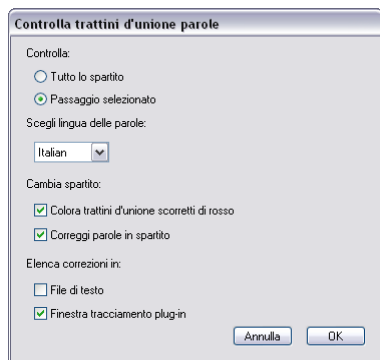 Controlla trattini d'unione parole
Controlla:
Tutto lo spartito
Passaggio selezionato
Scegli lingua delle parole:
Italian
Cambia spartito:
Colora trattini d'unione scorretti di rosso
Correggi parole in spartito
Elenca correzioni in:
File di testo
Finestra tracciamento plug-in
Annulla OK